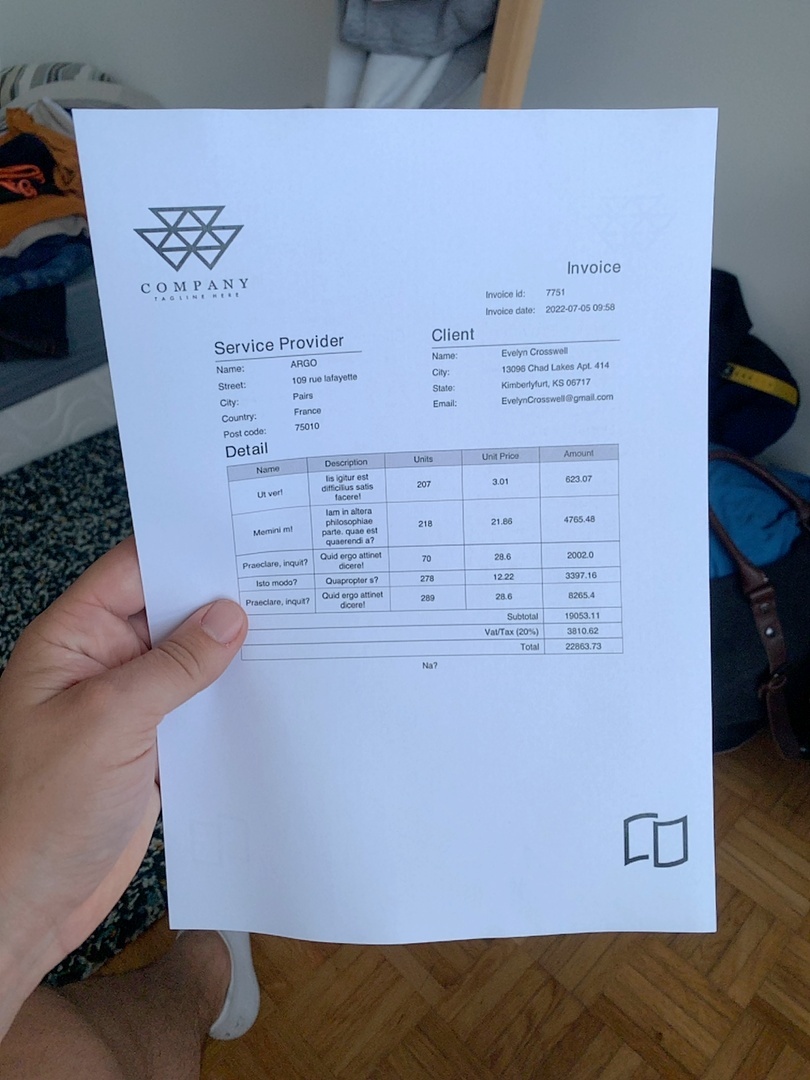 COMPANY
TAGLINE HERE
Invoice
Invoice id: 7751
Invoice date: 2022-07-05 09:58
Service Provider
Name: ARGO
Street: 109 rue lafayette
City: Pairs
Country: France
Post code: 75010
Client
Name: Evelyn Crosswell
City: 13096 Chad Lakes Apt. 414
State: Kimberlyfurt, KS 06717
Email: EvelynCrosswell@gmail.com
Detail
Name Description Units Unit Price Amount
Ut ver! Iis igitur est difficilius satis facere! 207 3.01 623.07
Memini m! Iam in altera philosophiae parte. quae est quaerendi a? 218 21.86 4765.48
Praeclare, inquit? Quid ergo attinet dicere! 70 28.6 2002.0
Isto modo? Quapropter s? 278 12.22 3397.16
Praeclare, inquit? Quid ergo attinet dicere! 289 28.6 8265.4
Subtotal 19053.11
Vat/Tax (20%) 3810.62
Total 22863.73
Na?